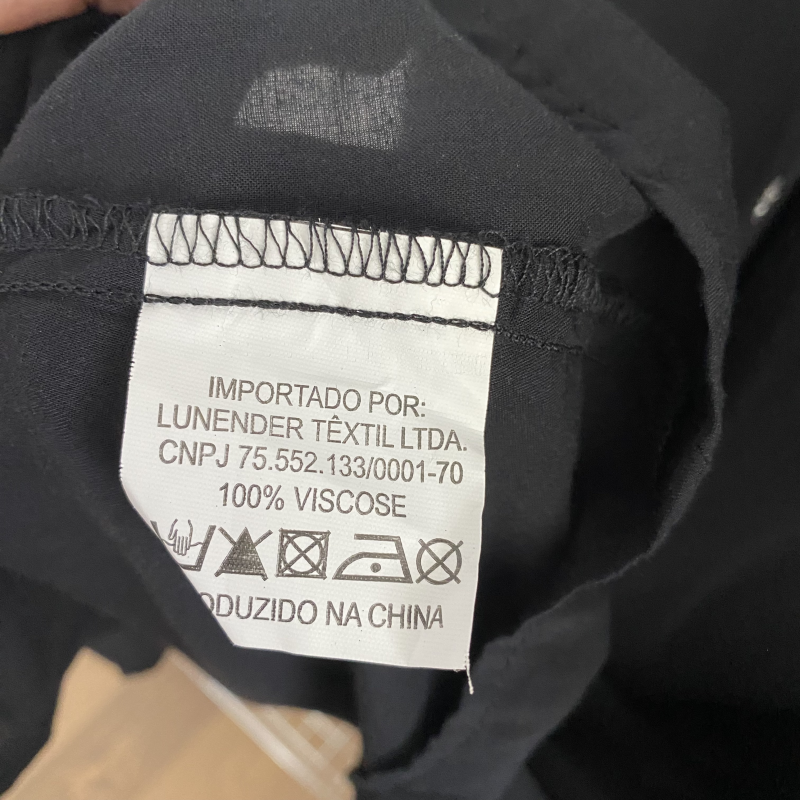 IMPORTADO POR:
LUNENDER TÊXTIL LTDA.
CNPJ 75.552.133/0001-70
100% VISCOSE
ODUZIDO NA CHINA